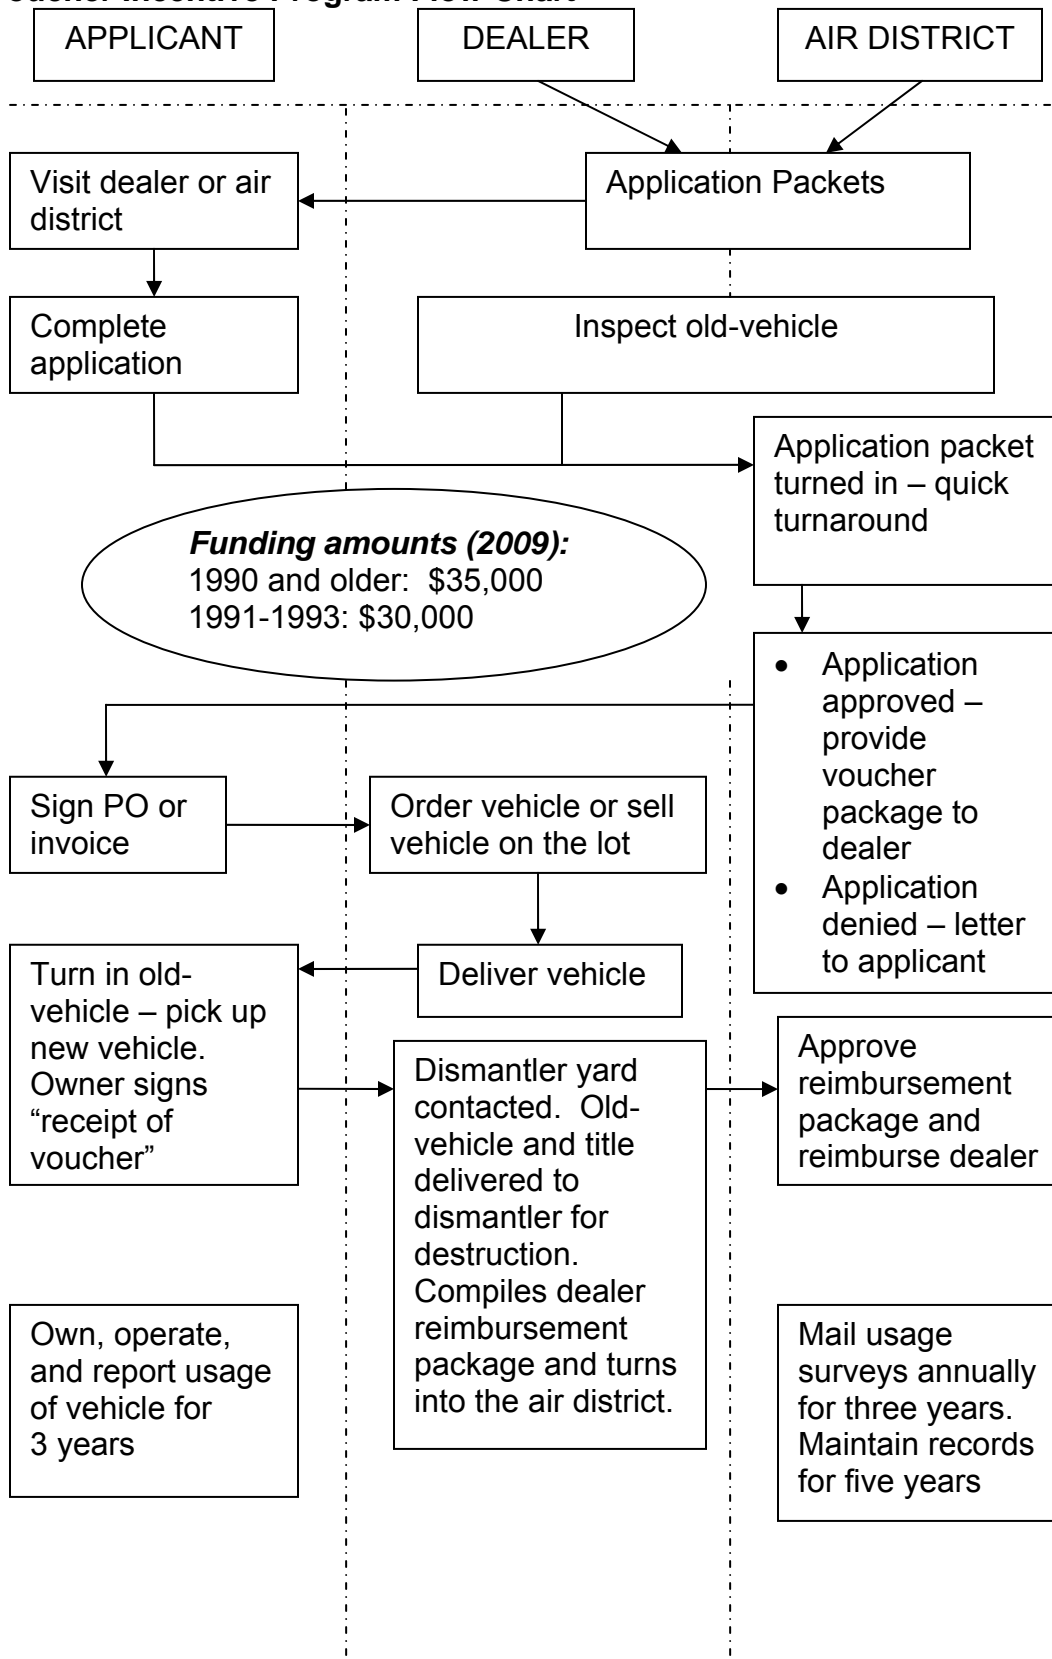 Incentive Program Flow Chart
APPLICANT
DEALER
AIR DISTRICT
Visit dealer or air
district
Application Packets
Complete
application
Inspect old-vehicle
Application packet
turned in – quick
turnaround
Funding amounts (2009):
1990 and older:  $35,000
1991-1993: $30,000
• Application
approved –
provide
voucher
package to
dealer
• Application
denied – letter
to applicant
Sign PO or
invoice
Order vehicle or sell
vehicle on the lot
Turn in old-
vehicle – pick up
new vehicle.
Owner signs
“receipt of
voucher”
Deliver vehicle
Dismantler yard
contacted.  Old-
vehicle and title
delivered to
dismantler for
destruction.
Compiles dealer
reimbursement
package and turns
into the air district.
Approve
reimbursement
package and
reimburse dealer
Own, operate,
and report usage
of vehicle for
3 years
Mail usage
surveys annually
for three years.
Maintain records
for five years